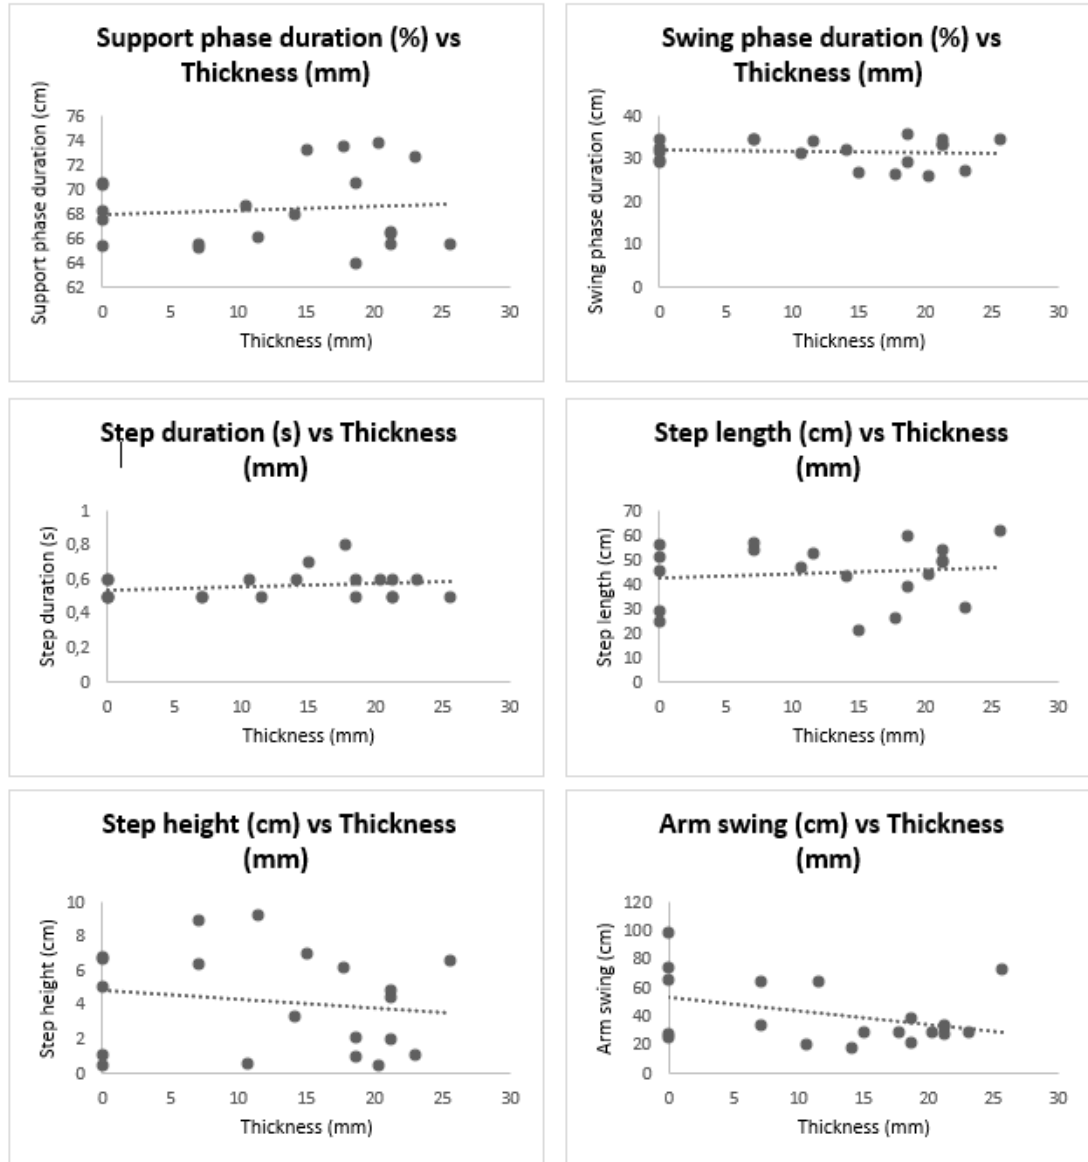 Support phase duration (%) vs
Thickness (mm)
Support phase duration (cm)
76
74
72
70
68
66
64
62
0 5 10 15 20 25 30
Thickness (mm)
Swing phase duration (%) vs
Thickness (mm)
Swing phase duration (cm)
40
30
20
10
0
0 5 10 15 20 25 30
Thickness (mm)
Step duration (s) vs Thickness
(mm)
Step duration (s)
1
0,8
0,6
0,4
0,2
0
0 5 10 15 20 25 30
Thickness (mm)
Step length (cm) vs Thickness
(mm)
Step length (cm)
70
60
50
40
30
20
10
0
0 5 10 15 20 25 30
Thickness (mm)
Step height (cm) vs Thickness
(mm)
Step height (cm)
10
8
6
4
2
0
0 5 10 15 20 25 30
Thickness (mm)
Arm swing (cm) vs Thickness
(mm)
Arm swing (cm)
120
100
80
60
40
20
0
0 5 10 15 20 25 30
Thickness (mm)